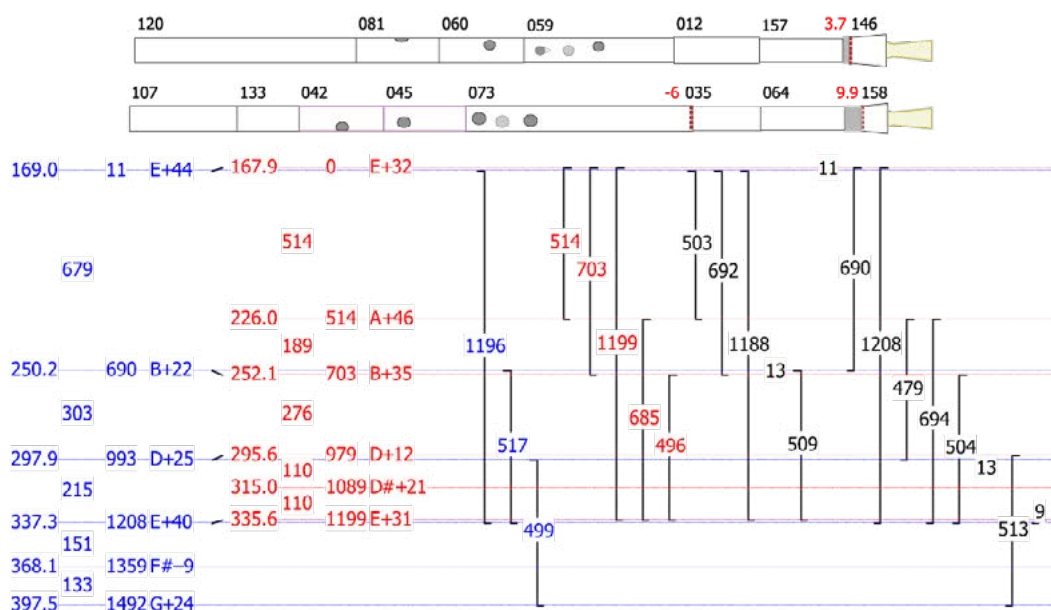 120 081 060 059 012 157 3.7 146
107 133 042 045 073 -6 035 064 9.9 158
169.0 11 E+44 167.9 0 E+32 11
514 514 503
679 703 692 690
226.0 514 A+46
189 1196 1199 1188 1208
250.2 690 B+22 252.1 703 B+35 13
479
303 276 685 694
517 496 509 504
297.9 993 D+25 295.6 979 D+12
110 13
215 315.0 1089 D#+21
110
337.3 1208 E+40 335.6 1199 E+31 9
499 513
151
368.1 1359 F#−9
133
397.5 1492 G+24